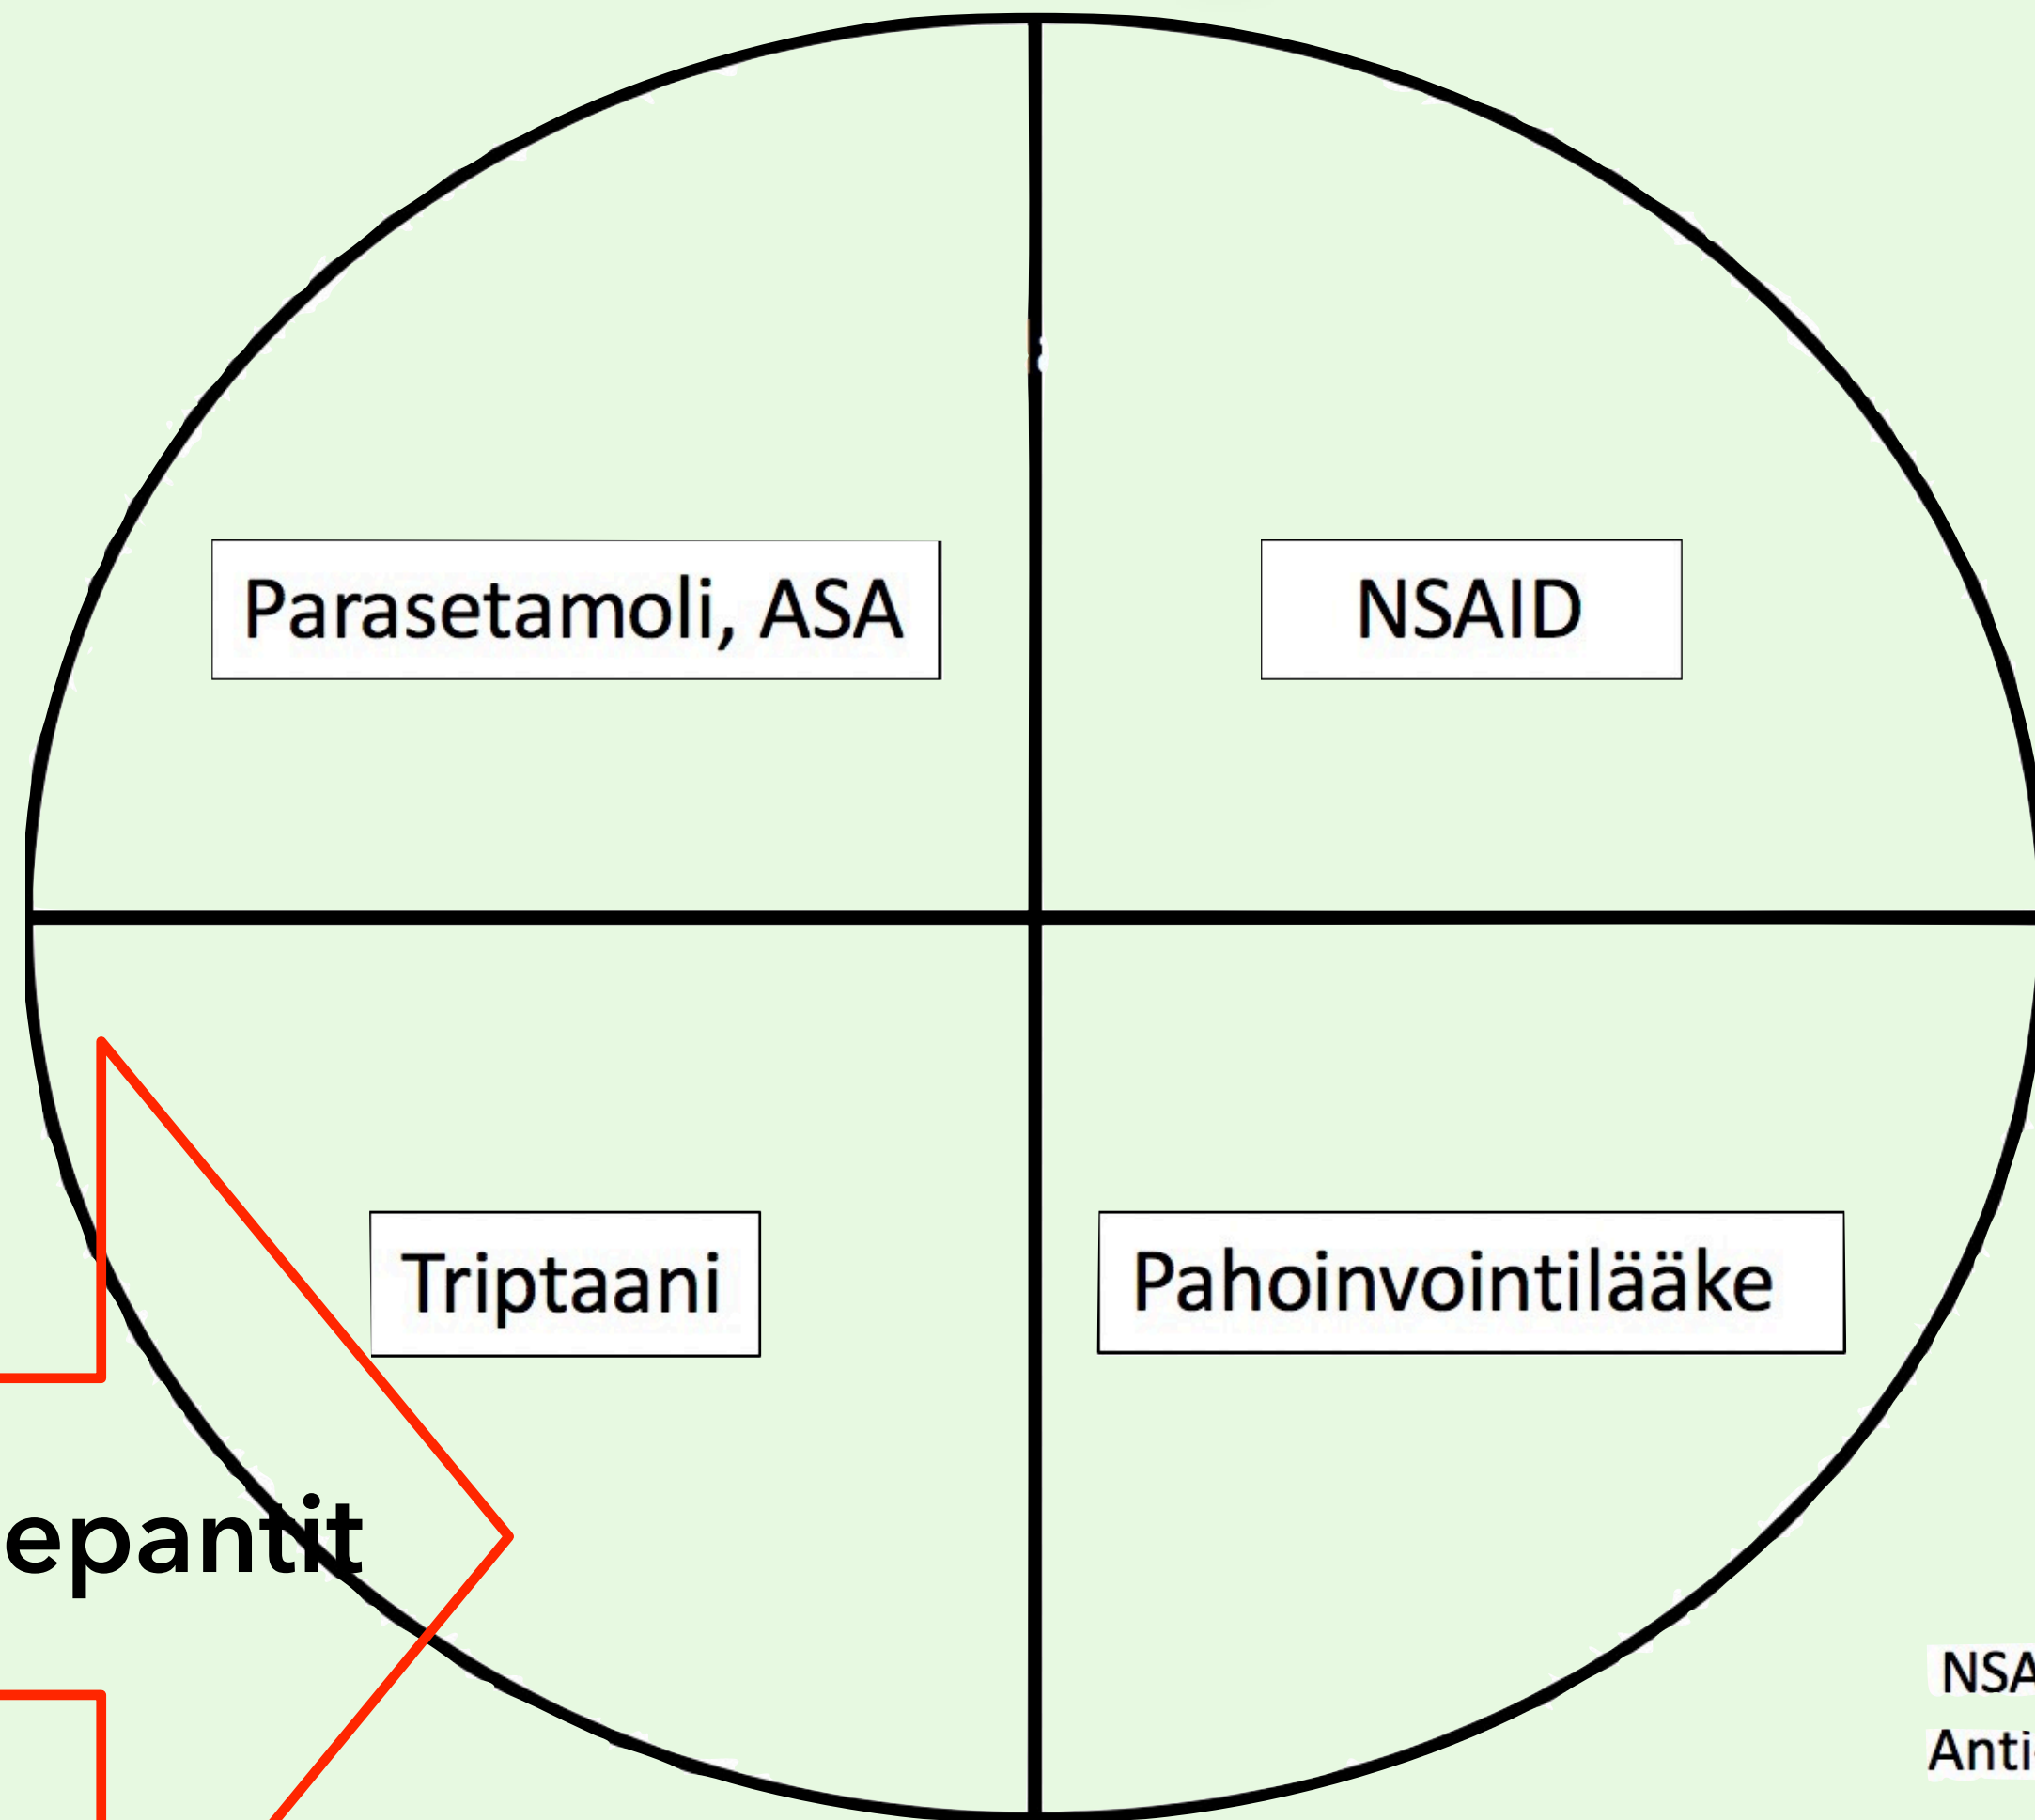 Parasetamoli, ASA
NSAID
Triptaani
Pahoinvointilääke
epantit
NSA
Anti-